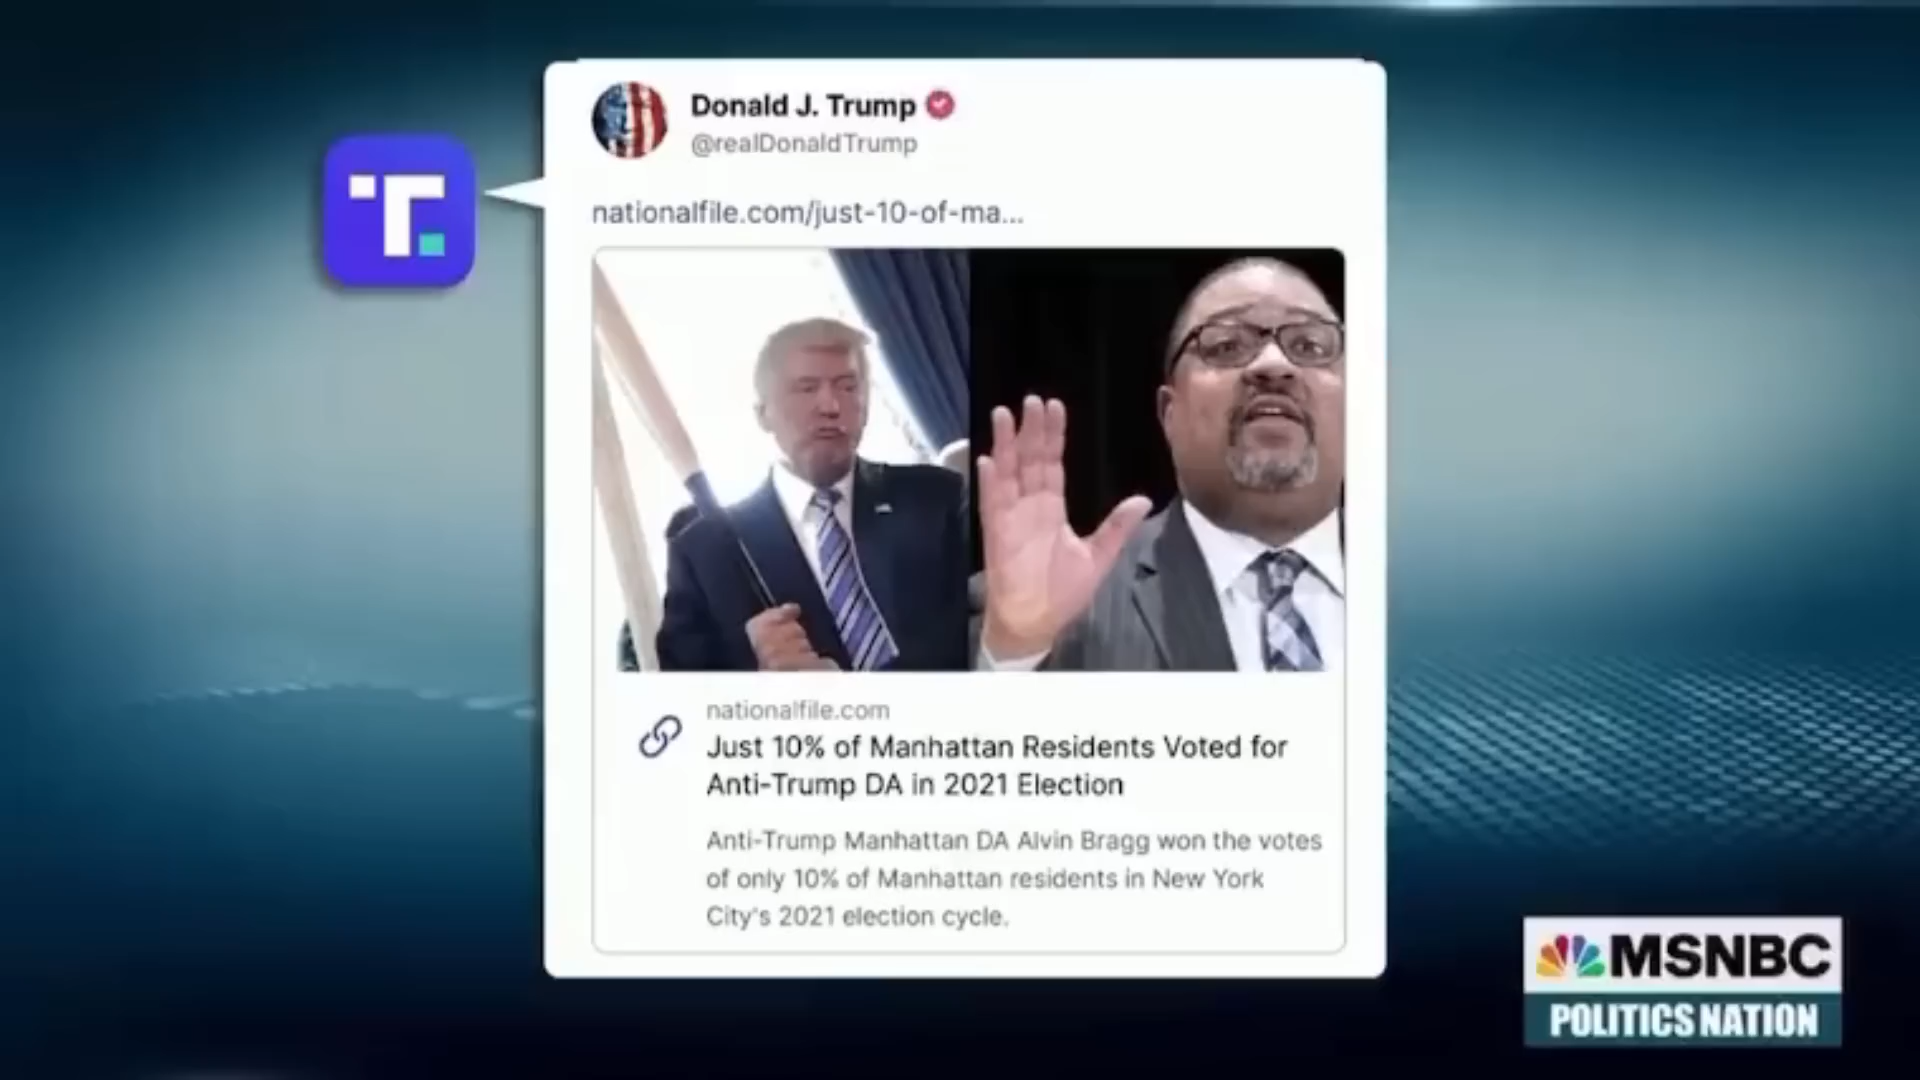 Donald J. Trump
@realDonaldTrump
T.
nationalfile.com/just-10-of-ma...
nationalfile.com
Just 10% of Manhattan Residents Voted for
Anti-Trump DA in 2021 Election
Anti-Trump Manhattan DA Alvin Bragg won the votes
of only 10% of Manhattan residents in New York
City's 2021 election cycle.
MSNBC
POLITICS NATION